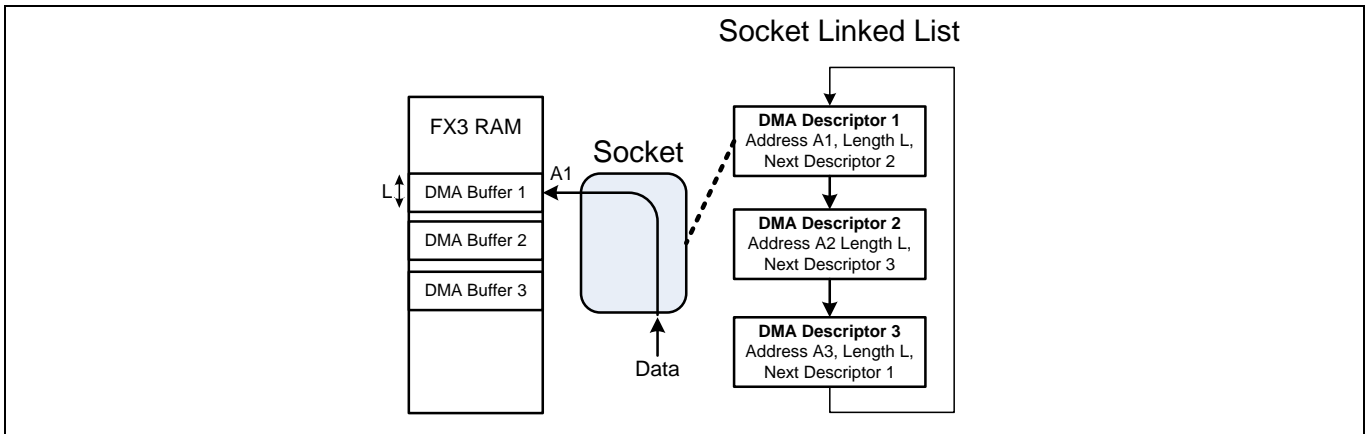 Socket Linked List
FX3 RAM
L
DMA Buffer 1
DMA Buffer 2
DMA Buffer 3
A1
Socket
Data
DMA Descriptor 1
Address A1, Length L,
Next Descriptor 2
DMA Descriptor 2
Address A2 Length L,
Next Descriptor 3
DMA Descriptor 3
Address A3, Length L,
Next Descriptor 1